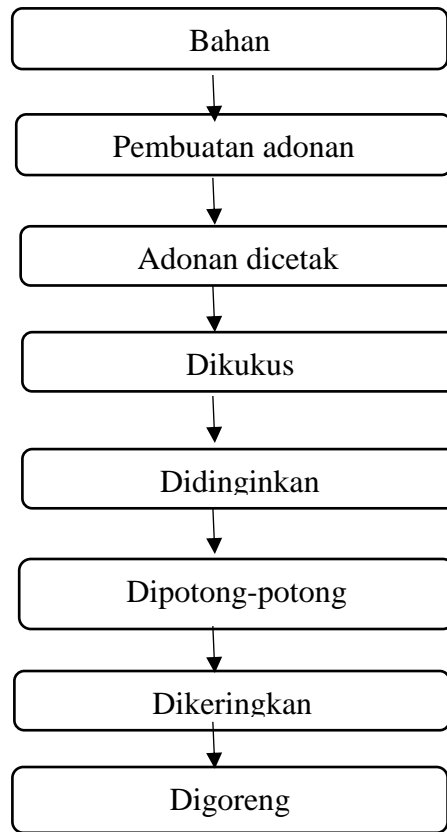 Bahan
Pembuatan adonan
Adonan dicetak
Dikukus
Didinginkan
Dipotong-potong
Dikeringkan
Digoreng